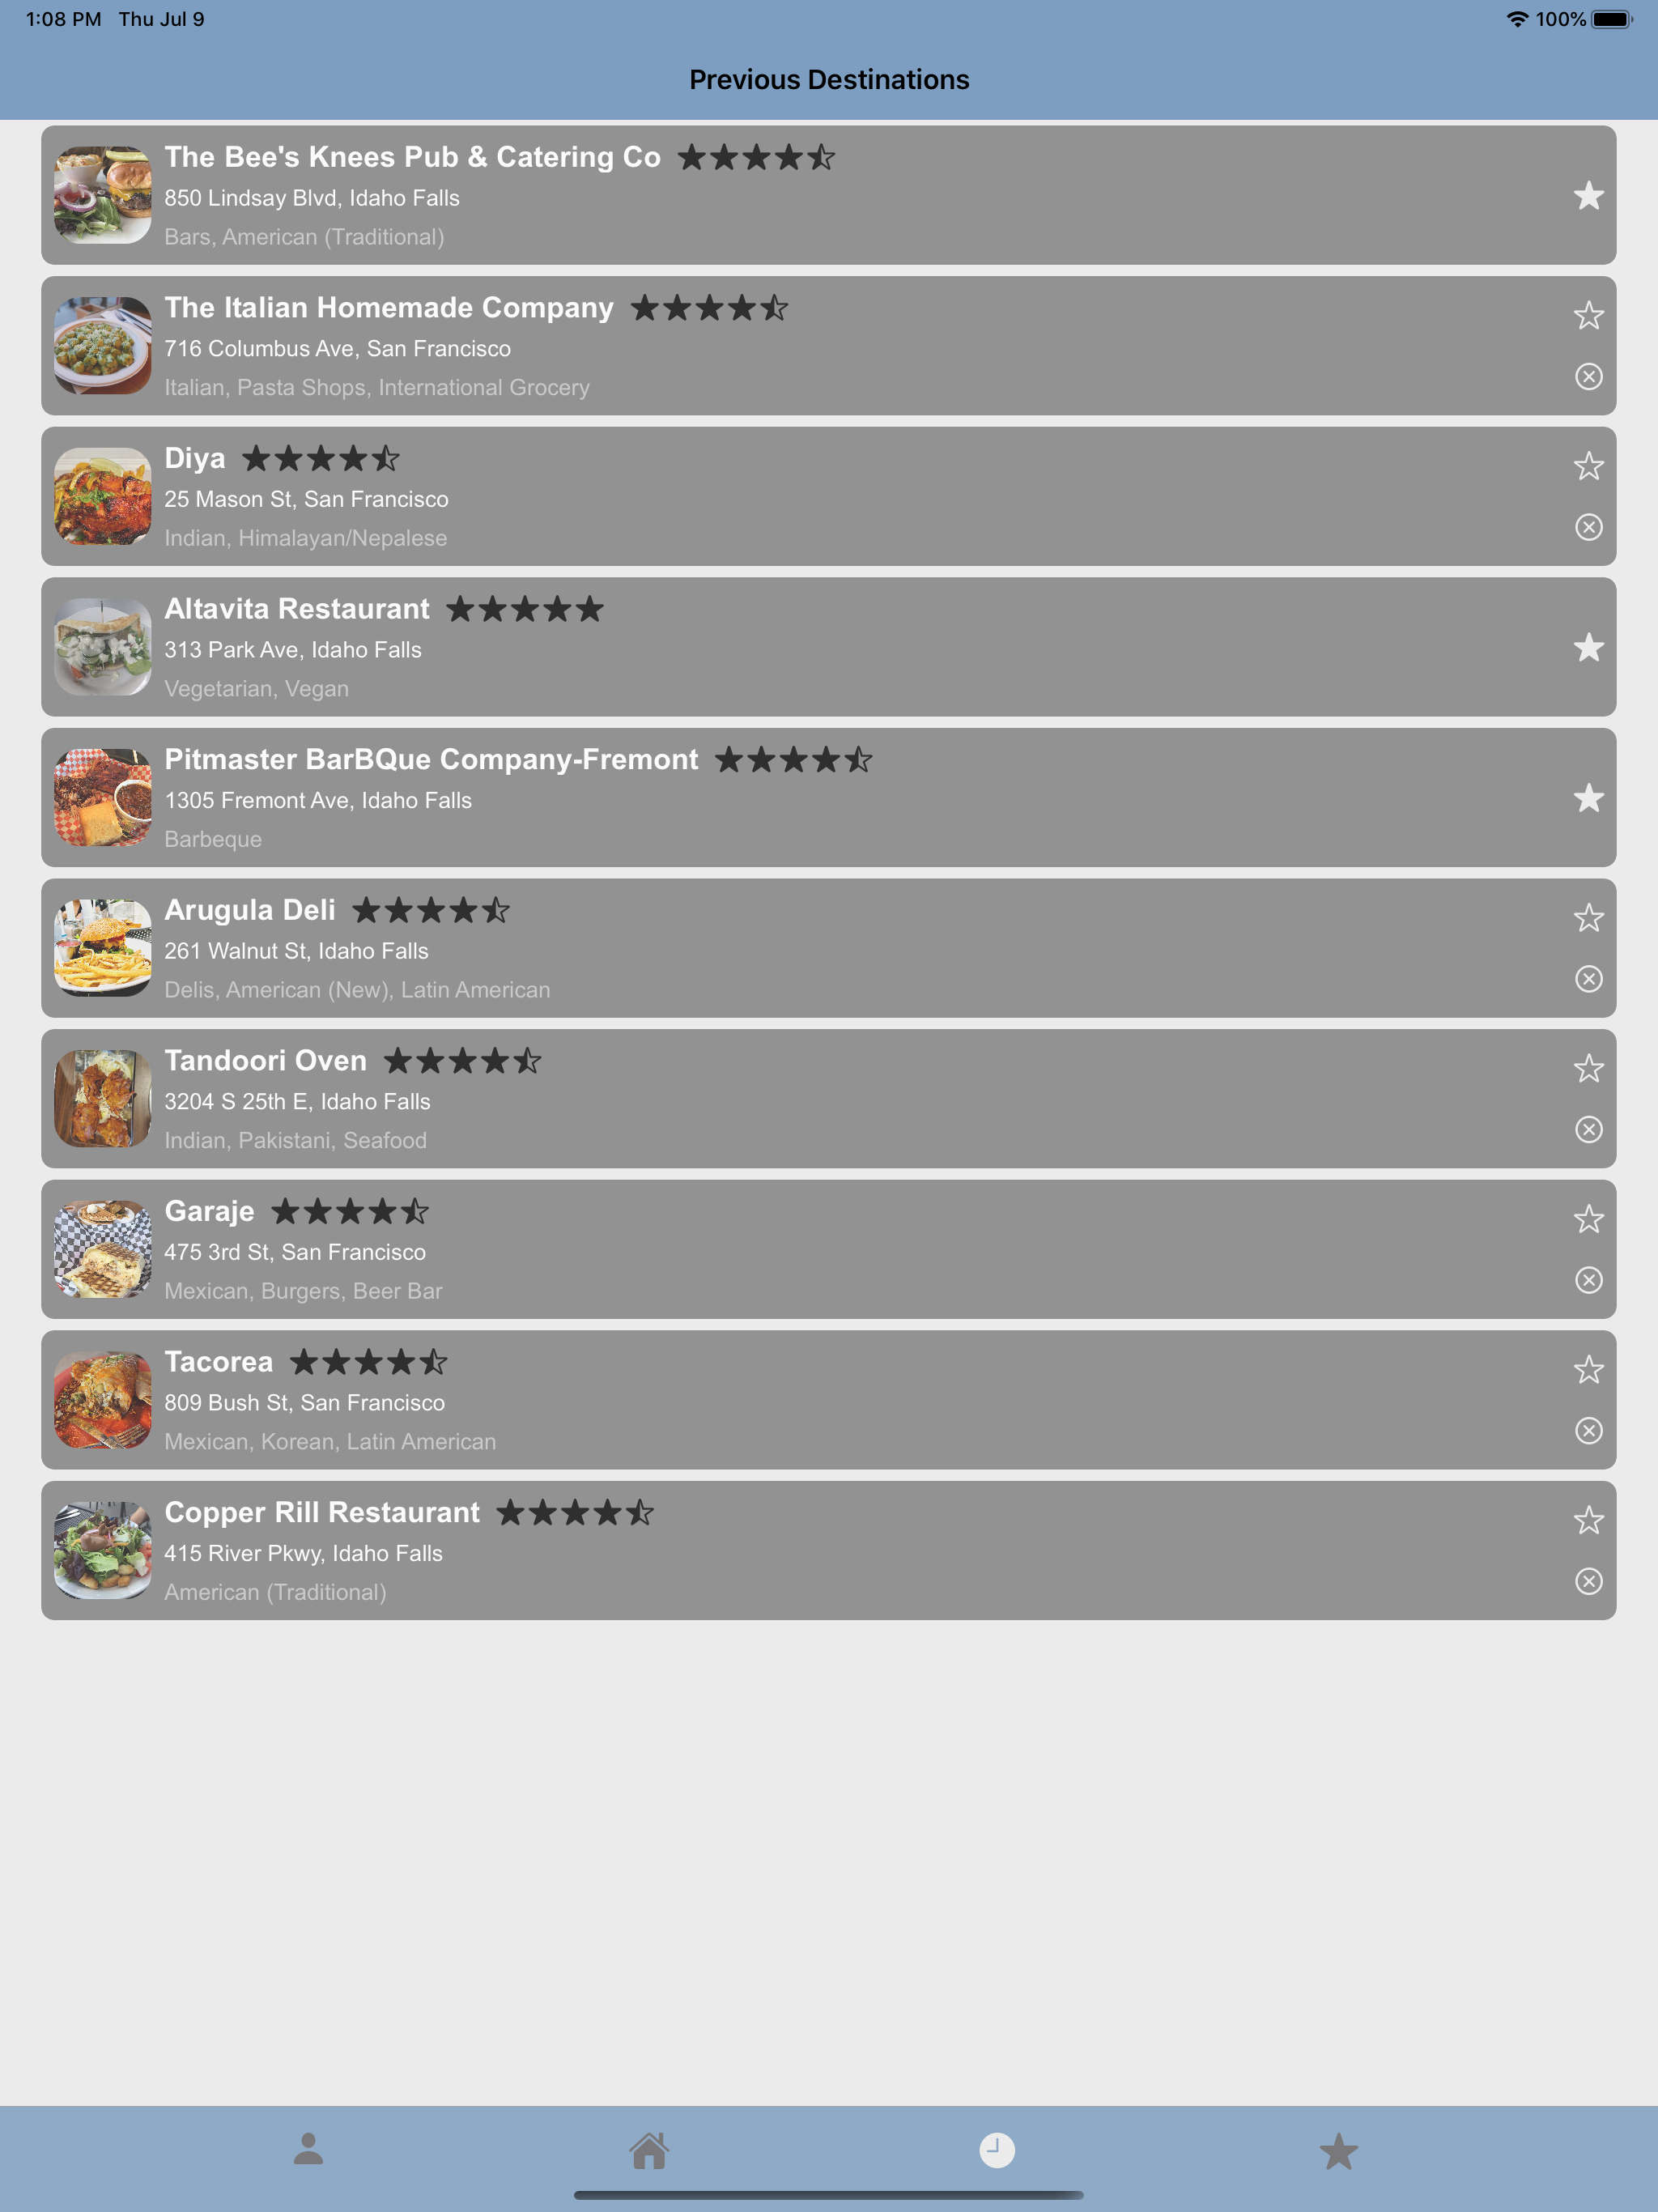 1:08 PM Thu Jul 9 100%
Previous Destinations
The Bee's Knees Pub & Catering Co
850 Lindsay Blvd, Idaho Falls
Bars, American (Traditional)
The Italian Homemade Company
716 Columbus Ave, San Francisco
Italian, Pasta Shops, International Grocery
Diya
25 Mason St, San Francisco
Indian, Himalayan/Nepalese
Altavita Restaurant
313 Park Ave, Idaho Falls
Vegetarian, Vegan
Pitmaster BarBQue Company-Fremont
1305 Fremont Ave, Idaho Falls
Barbeque
Arugula Deli
261 Walnut St, Idaho Falls
Delis, American (New), Latin American
Tandoori Oven
3204 S 25th E, Idaho Falls
Indian, Pakistani, Seafood
Garaje
475 3rd St, San Francisco
Mexican, Burgers, Beer Bar
Tacorea
809 Bush St, San Francisco
Mexican, Korean, Latin American
Copper Rill Restaurant
415 River Pkwy, Idaho Falls
American (Traditional)